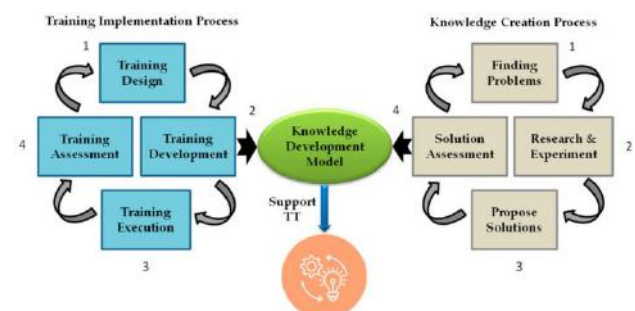 Training Implementation Process
1
Training
Design
2
Training
Development
3
Training
Execution
4
Training
Assessment
Knowledge
Development
Model
Support
TT
Knowledge Creation Process
1
Finding
Problems
2
Research &
Experiment
3
Propose
Solutions
4
Solution
Assessment